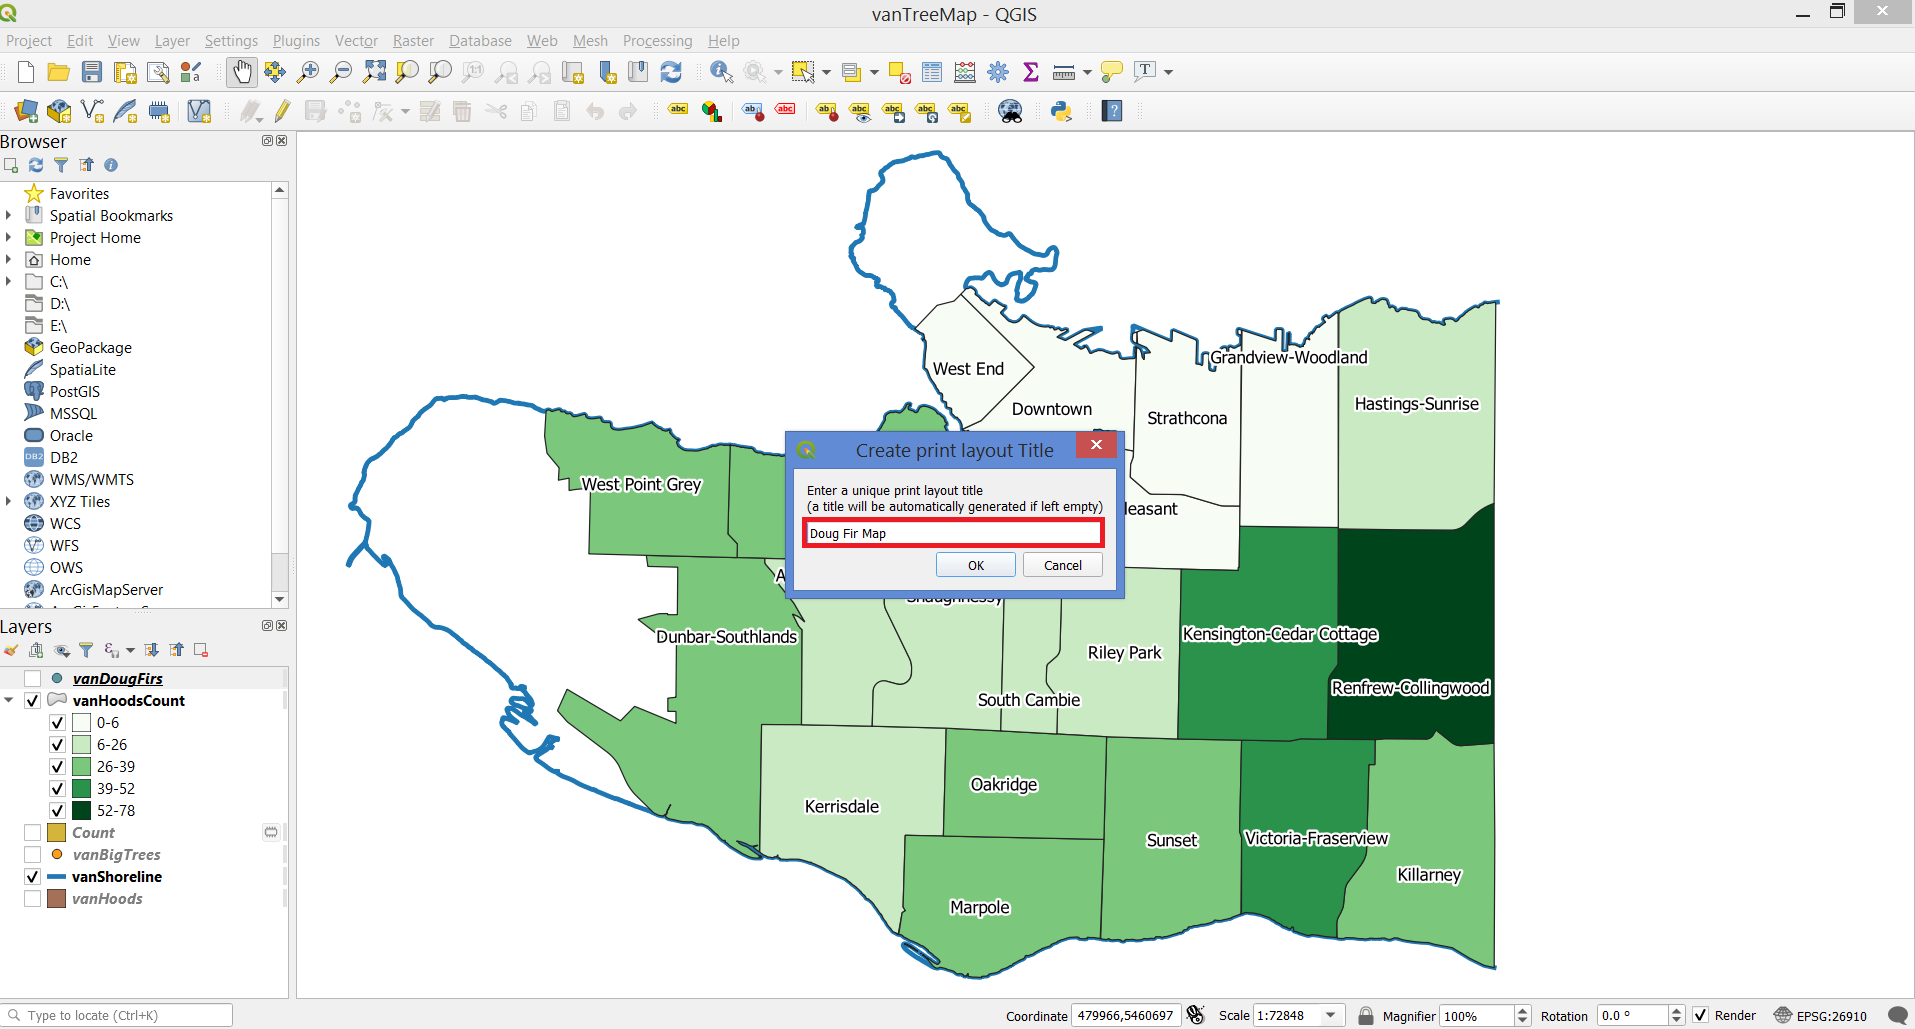 vanTreeMap - QGIS
Project Edit View Layer Settings Plugins Vector Raster Database Web Mesh Processing Help
Browser
Favorites
Spatial Bookmarks
Project Home
Home
C:\
D:\
E:\
GeoPackage
SpatiaLite
PostGIS
MSSQL
Oracle
DB2
WMS/WMTS
XYZ Tiles
WCS
WFS
OWS
ArcGisMapServer
Layers
vanDougFirs
vanHoodsCount
0-6
6-26
26-39
39-52
52-78
Count
vanBigTrees
vanShoreline
vanHoods
West End
Downtown
Strathcona
Grandview-Woodland
Hastings-Sunrise
West Point Grey
leasant
Create print layout Title
Enter a unique print layout title
(a title will be automatically generated if left empty)
Doug Fir Map
OK Cancel
Shaughnessy
Dunbar-Southlands
Kensington-Cedar Cottage
Riley Park
Renfrew-Collingwood
South Cambie
Oakridge
Kerrisdale
Sunset
Victoria-Fraserview
Killarney
Marpole
Type to locate (Ctrl+K)
Coordinate 479966,5460697 Scale 1:72848 Magnifier 100% Rotation 0.0 ° Render EPSG:26910